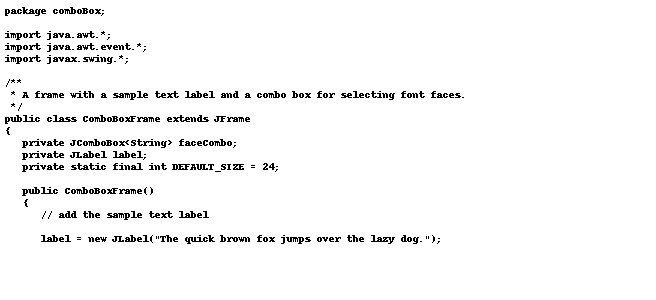 package comboBox;

import java.awt.*;
import java.awt.event.*;
import javax.swing.*;

/**
 * A frame with a sample text label and a combo box for selecting font faces.
 */
public class ComboBoxFrame extends JFrame
{
   private JComboBox<String> faceCombo;
   private JLabel label;
   private static final int DEFAULT_SIZE = 24;

   public ComboBoxFrame()
   {
      // add the sample text label

      label = new JLabel("The quick brown fox jumps over the lazy dog.");